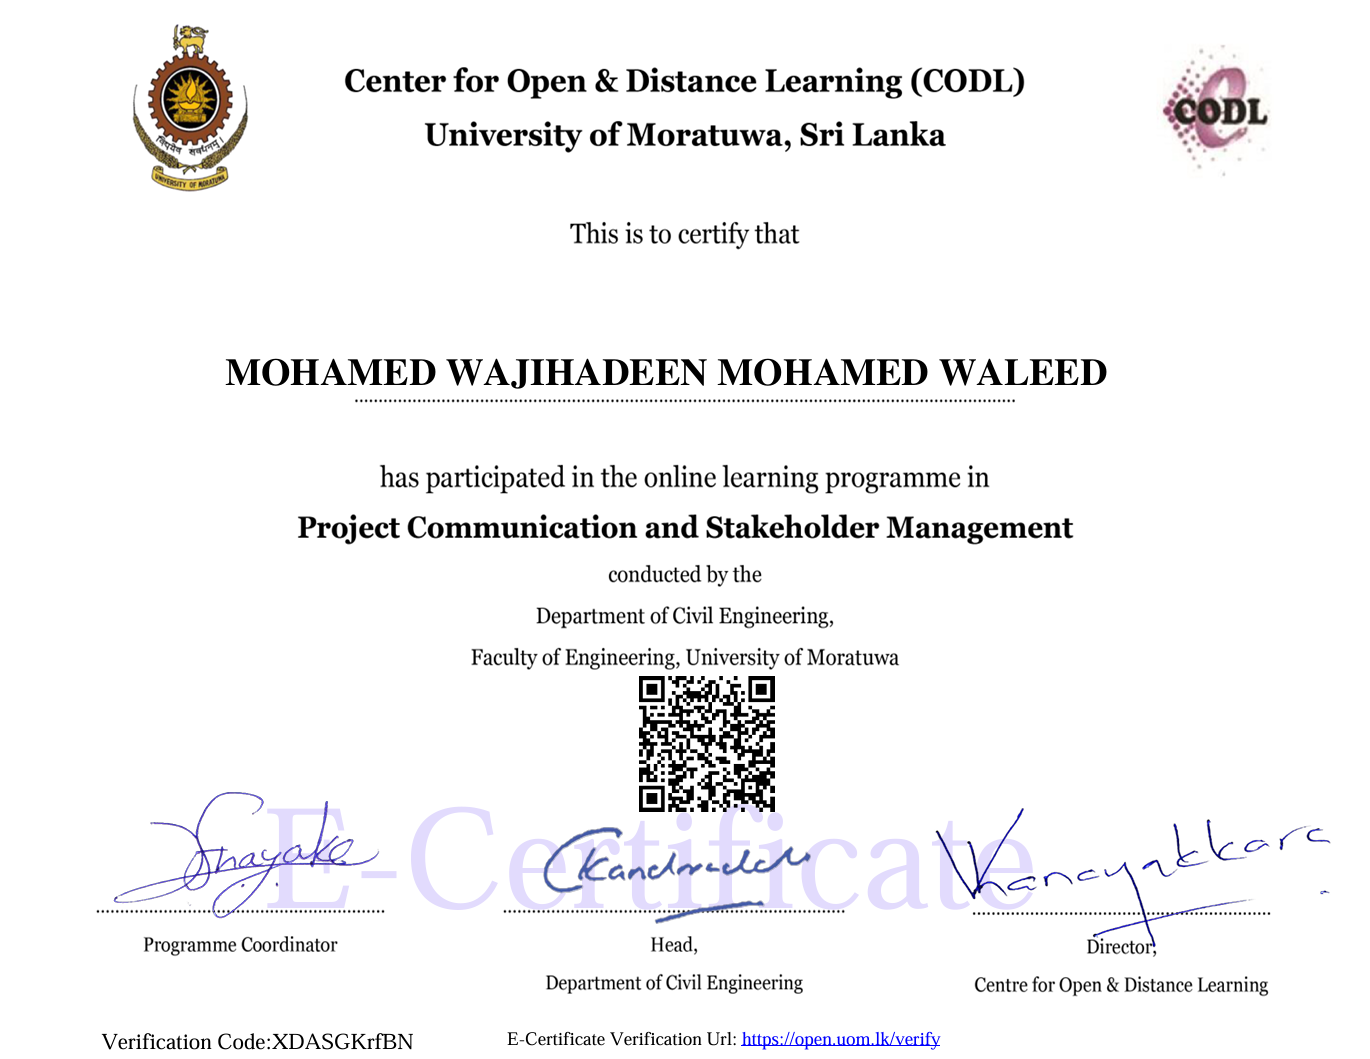 Center for Open & Distance Learning (CODL)
University of Moratuwa, Sri Lanka
UNIVERSITY OF MORATUWA
CODL
This is to certify that
MOHAMED WAJIHADEEN MOHAMED WALEED
has participated in the online learning programme in
Project Communication and Stakeholder Management
conducted by the
Department of Civil Engineering,
Faculty of Engineering, University of Moratuwa
E-Certificate
Programme Coordinator
Head,
Department of Civil Engineering
Director,
Centre for Open & Distance Learning
Verification Code:XDASGKrfBN
E-Certificate Verification Url: https://open.uom.lk/verify